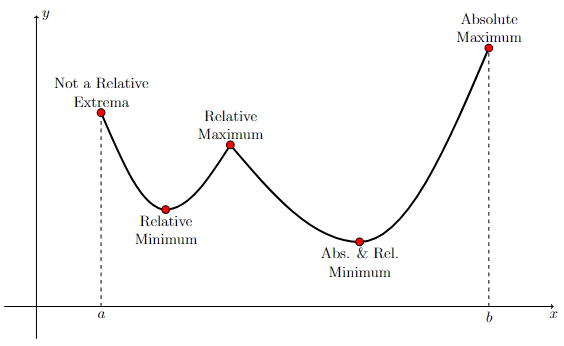 y
Absolute
Maximum
Not a Relative
Extrema
Relative
Maximum
Relative
Minimum
Abs. & Rel.
Minimum
a
b
x